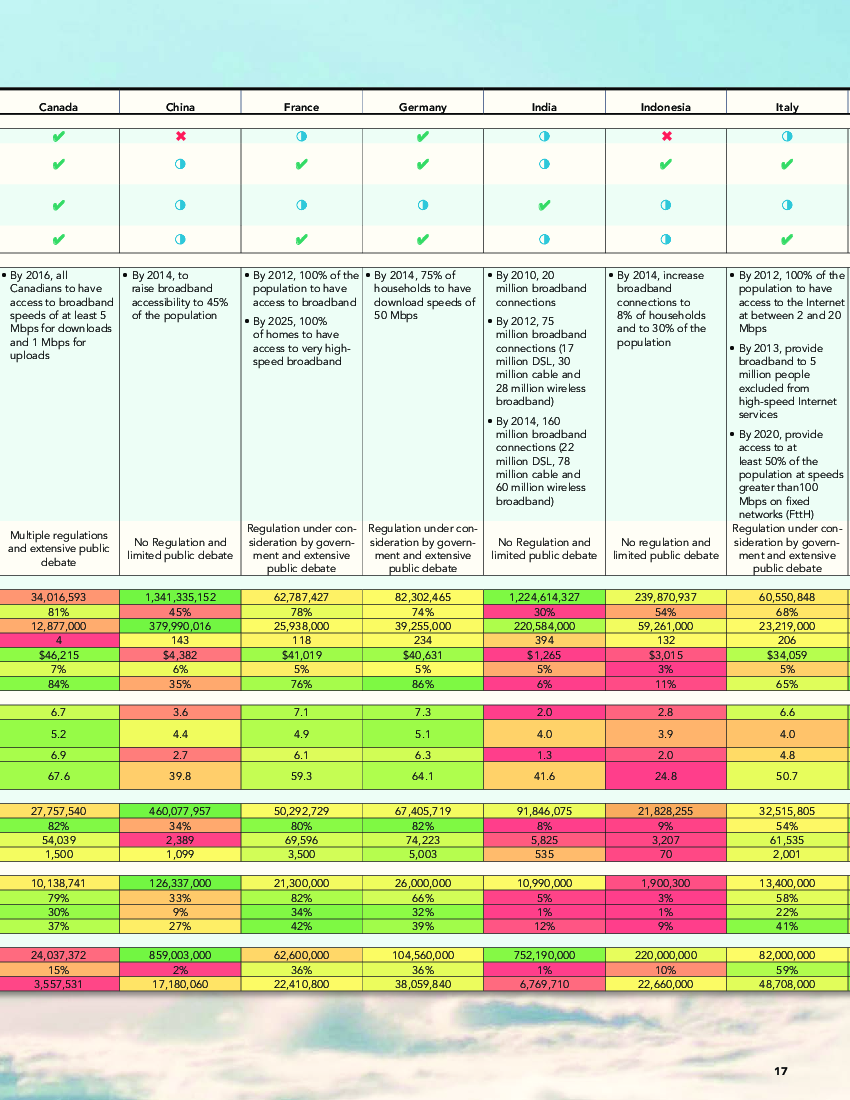 Canada China France Germany India Indonesia Italy
• By 2016, all
Canadians to have
access to broadband
speeds of at least 5
Mbps for downloads
and 1 Mbps for
uploads
• By 2014, to
raise broadband
accessibility to 45%
of the population
• By 2012, 100% of the
population to have
access to broadband
• By 2025, 100%
of homes to have
access to very high-
speed broadband
• By 2014, 75% of
households to have
download speeds of
50 Mbps
• By 2010, 20
million broadband
connections
• By 2012, 75
million broadband
connections (17
million DSL, 30
million cable and
28 million wireless
broadband)
• By 2014, 160
million broadband
connections (22
million DSL, 78
million cable and
60 million wireless
broadband)
• By 2014, increase
broadband
connections to
8% of households
and to 30% of the
population
• By 2012, 100% of the
population to have
access to the Internet
at between 2 and 20
Mbps
• By 2013, provide
broadband to 5
million people
excluded from
high-speed Internet
services
• By 2020, provide
access to at
least 50% of the
population at speeds
greater than100
Mbps on fixed
networks (FttH)
Multiple regulations
and extensive public
debate
No Regulation and
limited public debate
Regulation under con-
sideration by govern-
ment and extensive
public debate
Regulation under con-
sideration by govern-
ment and extensive
public debate
No Regulation and
limited public debate
No regulation and
limited public debate
Regulation under con-
sideration by govern-
ment and extensive
public debate
34,016,593 1,341,335,152 62,787,427 82,302,465 1,224,614,327 239,870,937 60,550,848
81% 45% 78% 74% 30% 54% 68%
12,877,000 379,990,016 25,938,000 39,255,000 220,584,000 59,261,000 23,219,000
4 143 118 234 394 132 206
$46,215 $4,382 $41,019 $40,631 $1,265 $3,015 $34,059
7% 6% 5% 5% 5% 3% 5%
84% 35% 76% 86% 6% 11% 65%
6.7 3.6 7.1 7.3 2.0 2.8 6.6
5.2 4.4 4.9 5.1 4.0 3.9 4.0
6.9 2.7 6.1 6.3 1.3 2.0 4.8
67.6 39.8 59.3 64.1 41.6 24.8 50.7
27,757,540 460,077,957 50,292,729 67,405,719 91,846,075 21,828,255 32,515,805
82% 34% 80% 82% 8% 9% 54%
54,039 2,389 69,596 74,223 5,825 3,207 61,535
1,500 1,099 3,500 5,003 535 70 2,001
10,138,741 126,337,000 21,300,000 26,000,000 10,990,000 1,900,300 13,400,000
79% 33% 82% 66% 5% 3% 58%
30% 9% 34% 32% 1% 1% 22%
37% 27% 42% 39% 12% 9% 41%
24,037,372 859,003,000 62,600,000 104,560,000 752,190,000 220,000,000 82,000,000
15% 2% 36% 36% 1% 10% 59%
3,557,531 17,180,060 22,410,800 38,059,840 6,769,710 22,660,000 48,708,000
17